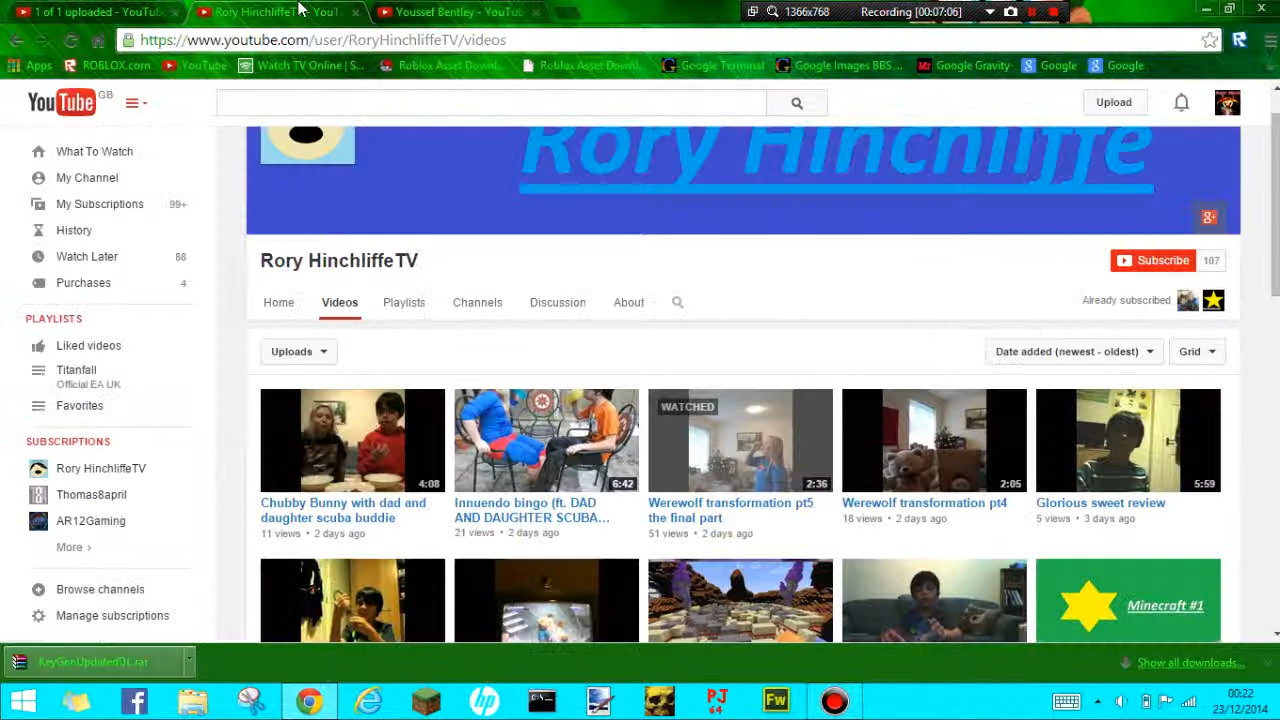 1 of 1 uploaded - YouTub
Rory HinchliffeT - YouT
Youssef Bentley - YouTu
1366x768
Recording [00:07:06]
https://www.youtube.com/user/RoryHinchliffeTV/videos
Apps
ROBLOX.com
YouTube
Watch TV Online | S...
Roblox Asset Downl...
Roblox Asset Downl...
Google Terminal
Google Images BBS ...
Google Gravity
Google
Google
YouTube GB
Upload
What To Watch
My Channel
My Subscriptions 99+
History
Watch Later 88
Purchases 4
PLAYLISTS
Liked videos
Titanfall
Official EA UK
Favorites
SUBSCRIPTIONS
Rory HinchliffeTV
Thomas&april
AR12Gaming
More ›
Browse channels
Manage subscriptions
Rory Hinchliffe
Rory HinchliffeTV
Subscribe 107
Home Videos Playlists Channels Discussion About
Already subscribed
Uploads
Date added (newest - oldest)
Grid
4:08
Chubby Bunny with dad and
daughter scuba buddie
11 views • 2 days ago
6:42
Innuendo bingo (ft. DAD
AND DAUGHTER SCUBA...
21 views • 2 days ago
WATCHED
2:36
Werewolf transformation pt5
the final part
51 views • 2 days ago
2:05
Werewolf transformation pt4
18 views • 2 days ago
5:59
Glorious sweet review
5 views • 3 days ago
Minecraft #1
KeyGenUpdatedDL.rar
Show all downloads...
PJ
64
Fw
00:22
23/12/2014